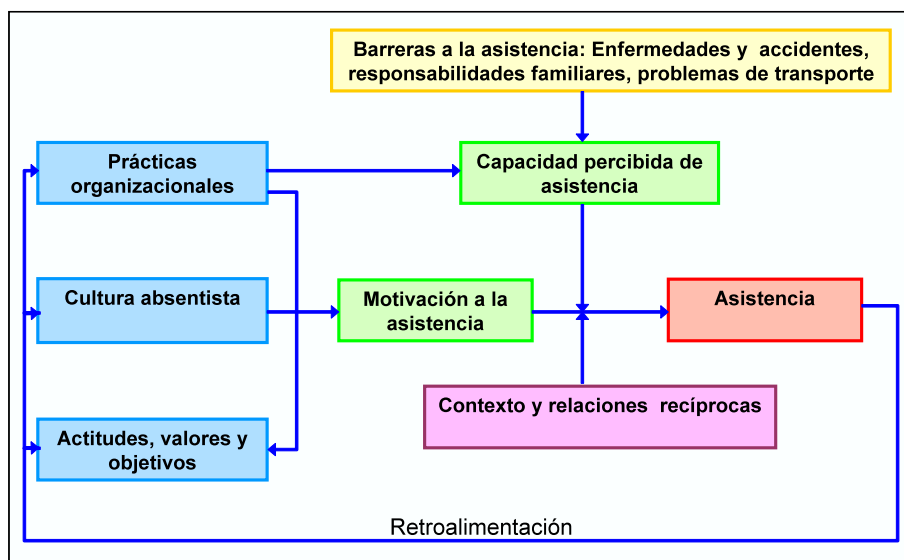 Barreras a la asistencia: Enfermedades y accidentes,
responsabilidades familiares, problemas de transporte
Prácticas
organizacionales
Capacidad percibida de
asistencia
Cultura absentista
Motivación a la
asistencia
Asistencia
Contexto y relaciones recíprocas
Actitudes, valores y
objetivos
Retroalimentación